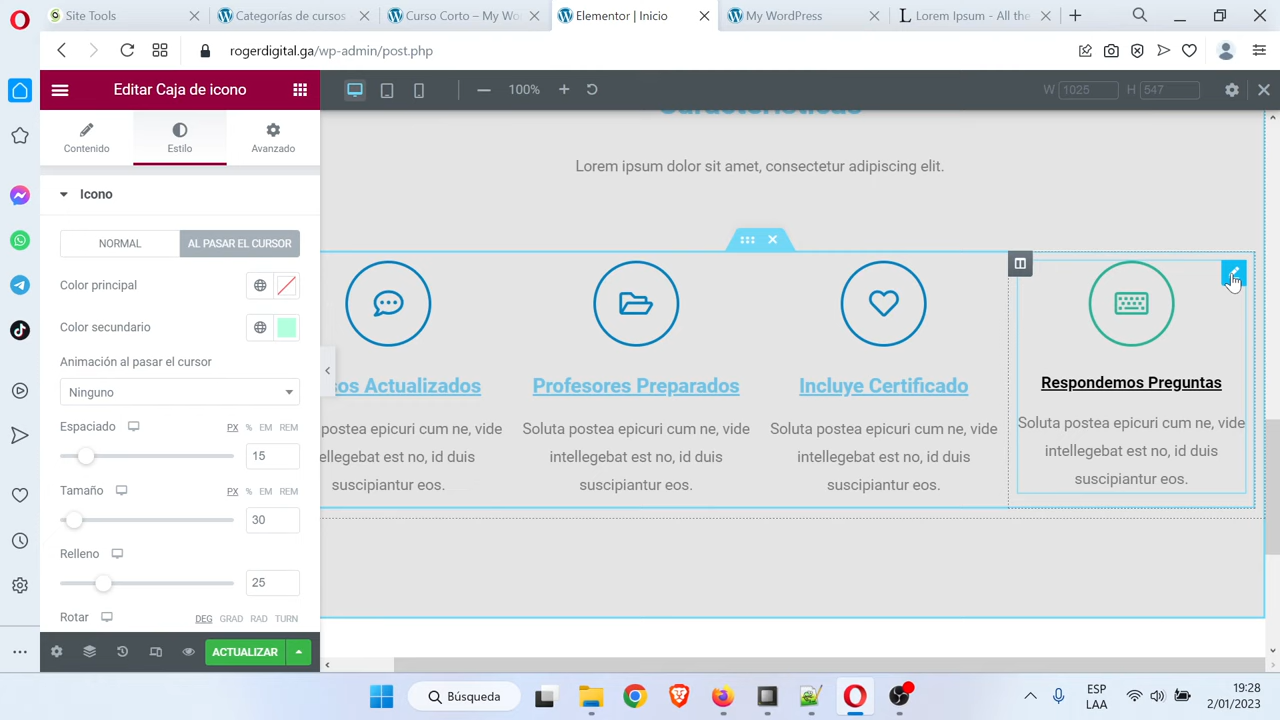 Site Tools
Categorías de cursos
Curso Corto – My Wo
Elementor | Inicio
My WordPress
Lorem Ipsum - All the
rogerdigital.ga/wp-admin/post.php
Editar Caja de icono
100%
W 1025
H 547
Contenido
Estilo
Avanzado
Icono
NORMAL
AL PASAR EL CURSOR
Color principal
Color secundario
Animación al pasar el cursor
Ninguno
Espaciado
PX % EM REM
15
Tamaño
PX % EM REM
30
Relleno
25
Rotar
DEG GRAD RAD TURN
ACTUALIZAR
Características
Lorem ipsum dolor sit amet, consectetur adipiscing elit.
Actualizados
postea epicuri cum ne, vide
est no, id duis
suscipiantur eos.
Profesores Preparados
Soluta postea epicuri cum ne, vide
intellegebat est no, id duis
suscipiantur eos.
Incluye Certificado
Soluta postea epicuri cum ne, vide
intellegebat est no, id duis
suscipiantur eos.
Respondemos Preguntas
Soluta postea epicuri cum ne, vide
intellegebat est no, id duis
suscipiantur eos.
Búsqueda
ESP
LAA
19:28
2/01/2023